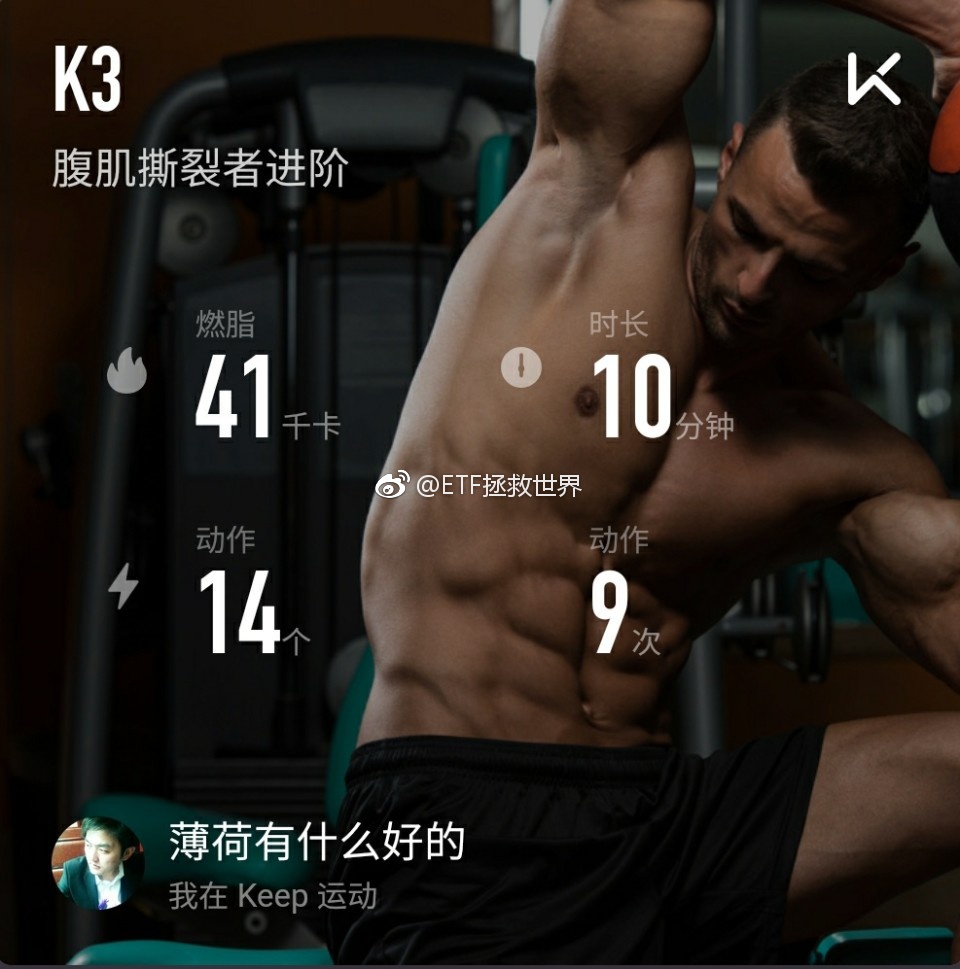 K3
腹肌撕裂者进阶
燃脂
41千卡
时长
10分钟
@ETF拯救世界
动作
14个
动作
9次
薄荷有什么好的
我在 Keep 运动